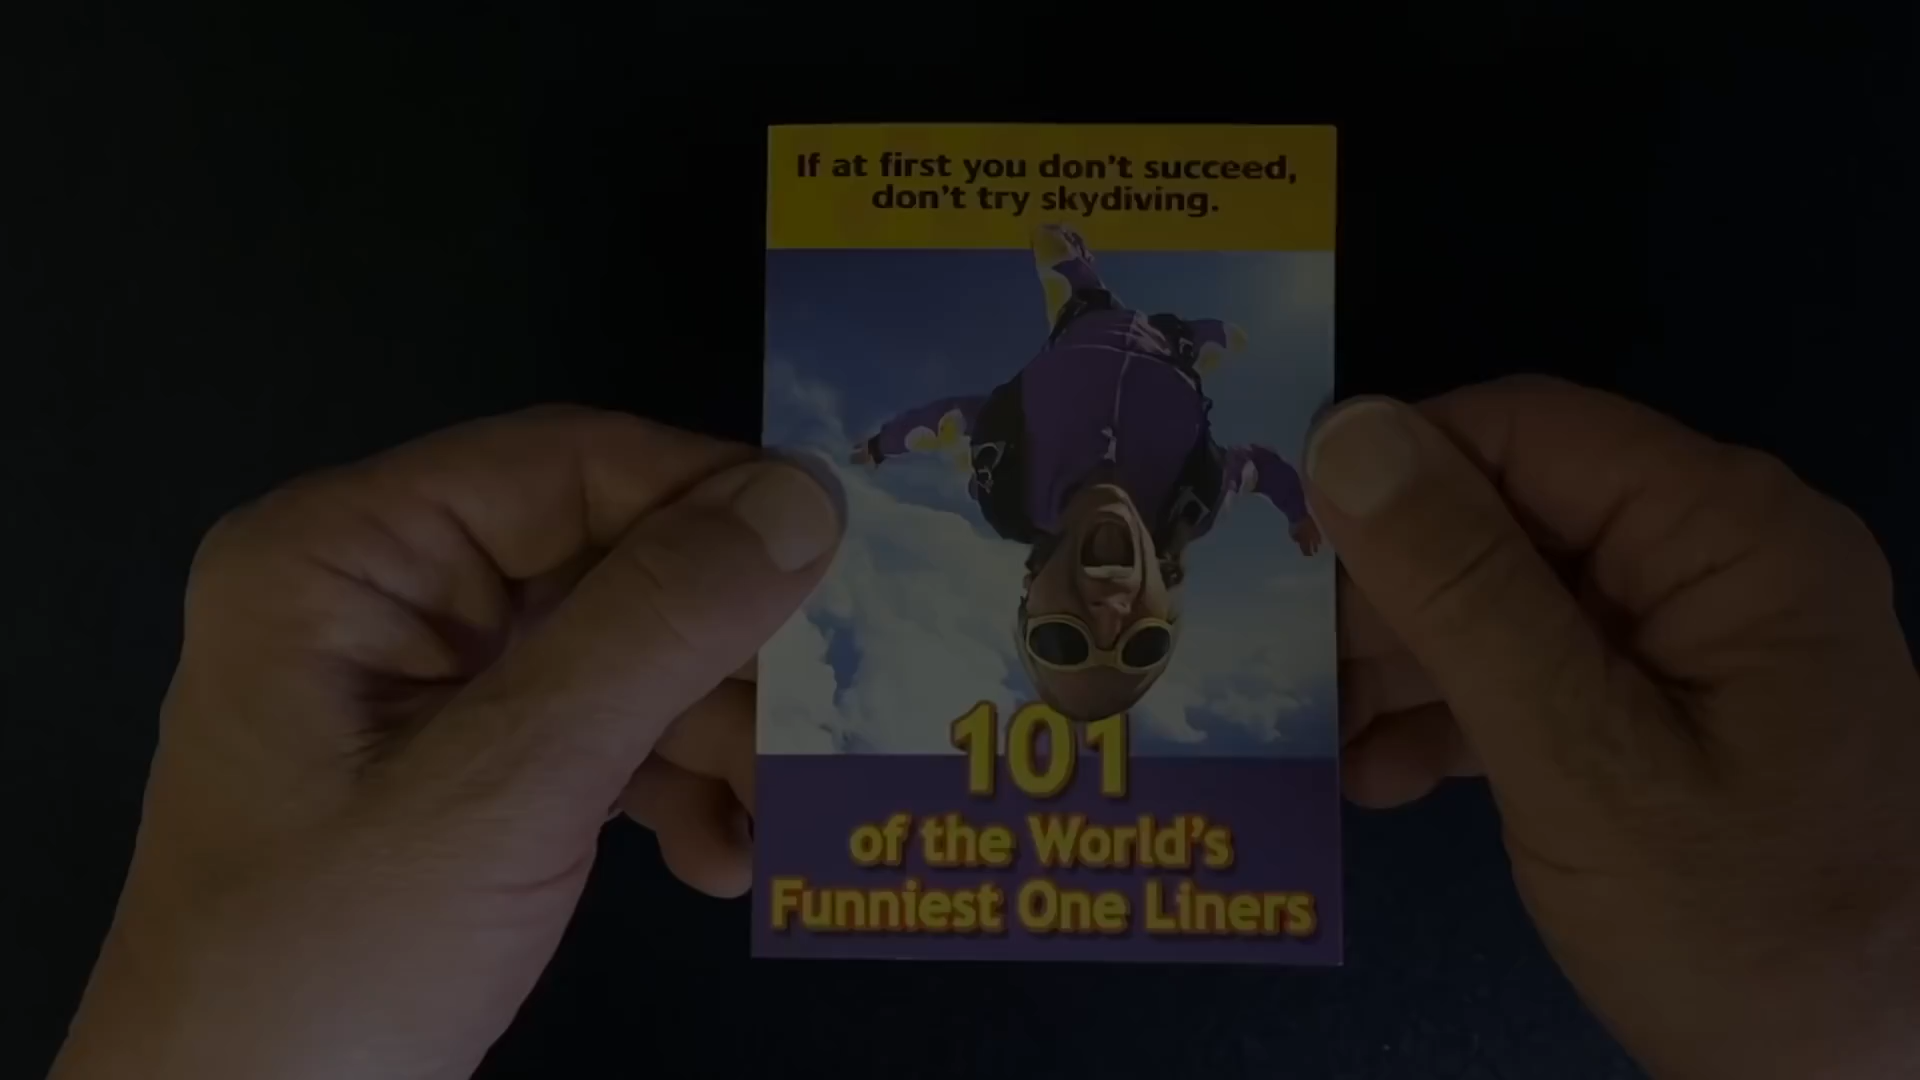 If at first you don't succeed,
don't try skydiving.
101
of the World's
Funniest One Liners